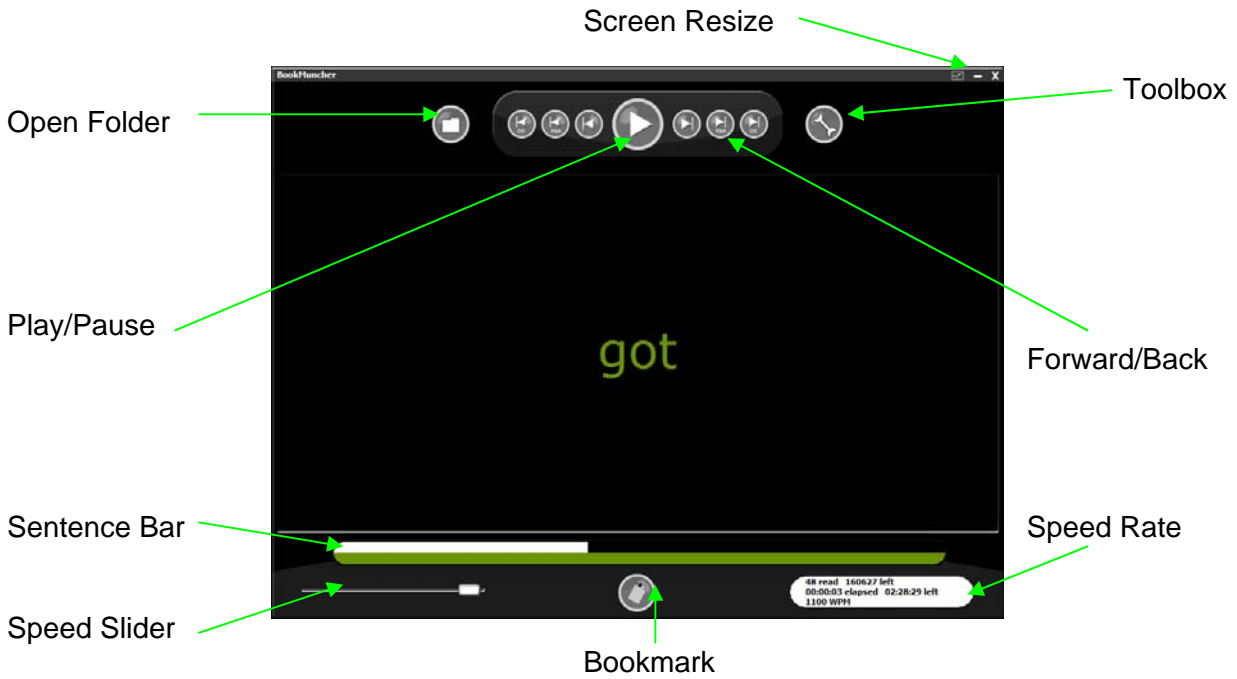 Screen Resize
BookMuncher
X
Toolbox
Open Folder
Play/Pause
got
Forward/Back
Sentence Bar
Speed Rate
48 read 160627 left
00:00:03 elapsed 02:28:29 left
1100 WPM
Speed Slider
Bookmark